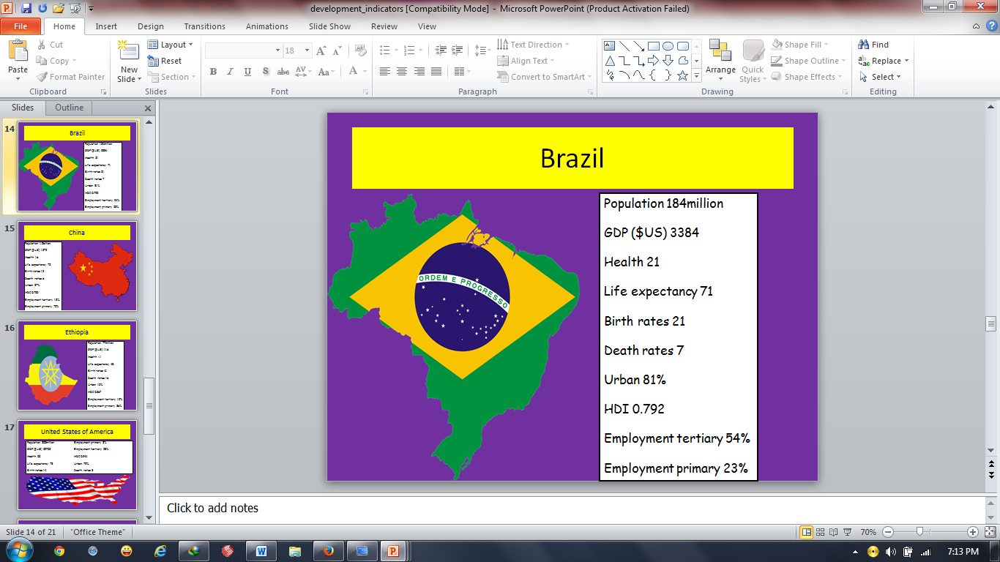 development_indicators [Compatibility Mode] - Microsoft PowerPoint (Product Activation Failed)
File Home Insert Design Transitions Animations Slide Show Review View
Paste
Cut
Copy
Format Painter
Clipboard
New Slide
Layout
Reset
Section
Slides
18
B I U S abc AV Aa A
Font
Text Direction
Align Text
Convert to SmartArt
Paragraph
Arrange
Quick Styles
Shape Fill
Shape Outline
Shape Effects
Drawing
Find
Replace
Select
Editing
Slides Outline
14
Brazil
15
China
16
Ethiopia
17
United States of America
Brazil
ORDEM E PROGRESSO
Population 184million
GDP ($US) 3384
Health 21
Life expectancy 71
Birth rates 21
Death rates 7
Urban 81%
HDI 0.792
Employment tertiary 54%
Employment primary 23%
Click to add notes
Slide 14 of 21 "Office Theme" 70%
7:13 PM